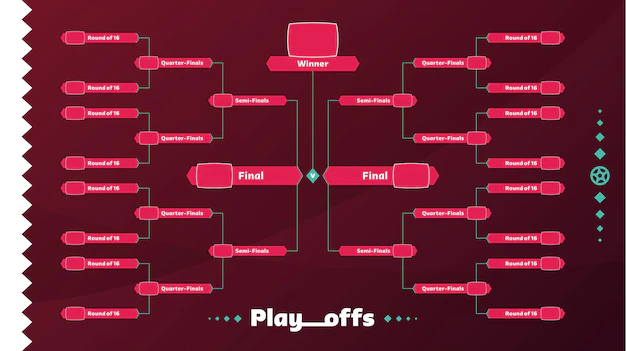 Round of 16
Round of 16
Quarter-Finals
Winner
Quarter-Finals
Round of 16
Round of 16
Semi-Finals
Semi-Finals
Round of 16
Round of 16
Quarter-Finals
Quarter-Finals
Round of 16
Round of 16
Final
v
Final
Round of 16
Round of 16
Quarter-Finals
Quarter-Finals
Round of 16
Round of 16
Semi-Finals
Semi-Finals
Round of 16
Round of 16
Quarter-Finals
Quarter-Finals
Round of 16
Round of 16
Play__offs